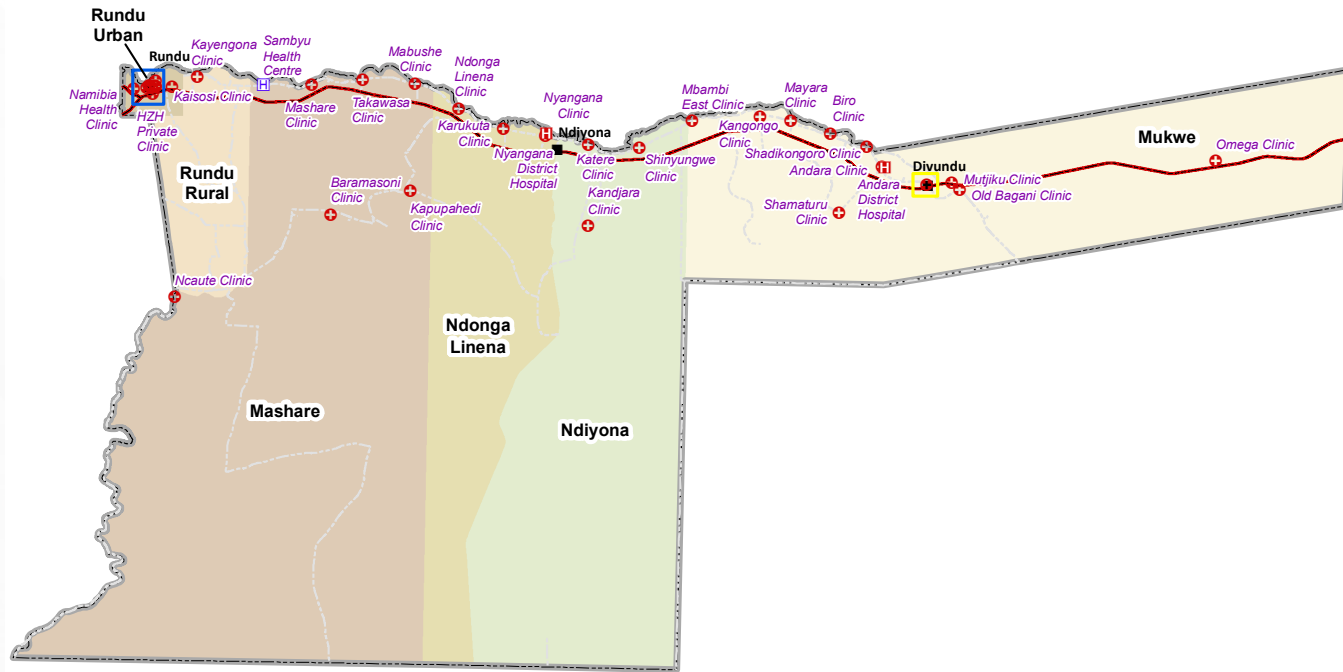 Rundu
Urban
Rundu
Kayengona
Clinic
Sambyu
Health
Centre
Mabushe
Clinic
Ndonga
Linena
Clinic
Namibia
Health
Clinic
HZH
Private
Clinic
Kaisosi Clinic
Mashare
Clinic
Takawasa
Clinic
Karukuta
Clinic
Nyangana
Clinic
Ndiyona
Nyangana
District
Hospital
Katere
Clinic
Shinyungwe
Clinic
Kandjara
Clinic
Mbambi
East Clinic
Kangongo
Clinic
Mayara
Clinic
Biro
Clinic
Shadikongoro Clinic
Andara Clinic
Andara
District
Hospital
Shamaturu
Clinic
Divundu
Mutjiku Clinic
Old Bagani Clinic
Mukwe
Omega Clinic
Rundu
Rural
Baramasoni
Clinic
Kapupahedi
Clinic
Ncaute Clinic
Ndonga
Linena
Mashare
Ndiyona
H
H
H